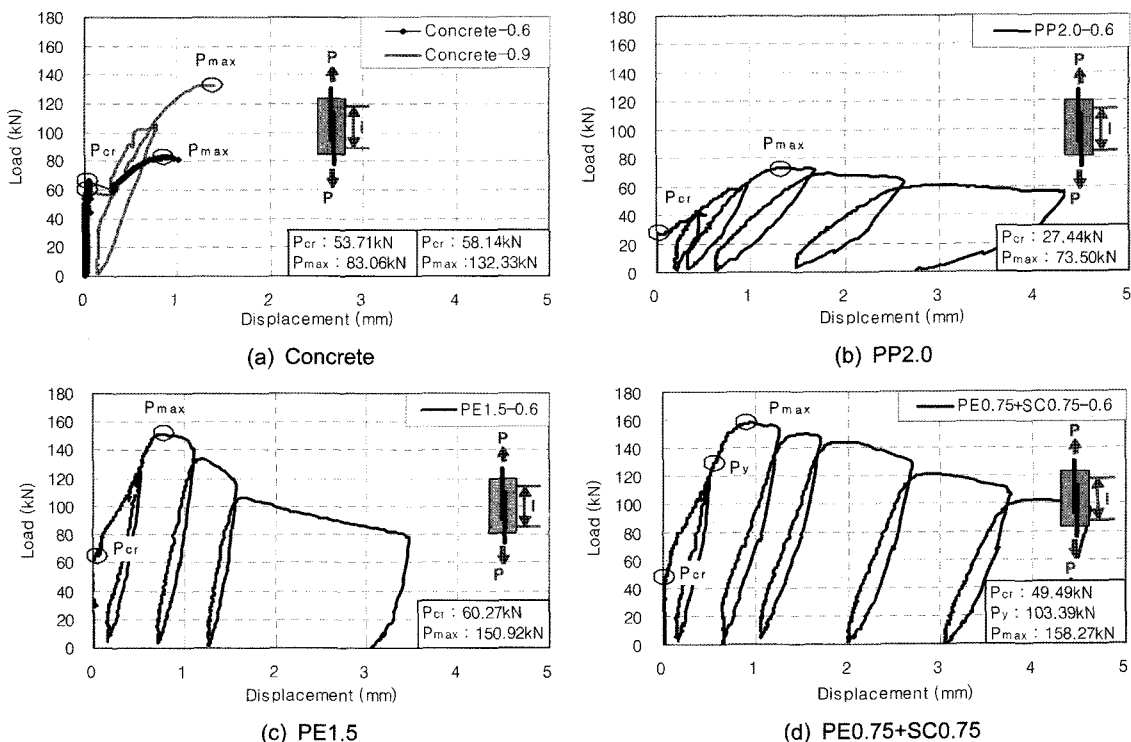 180
160
140
120
100
80
60
40
20
0
Load (kN)
Concrete-0.6
Concrete-0.9
Pmax
Pcr
Pmax
P
l
P
Pcr : 53.71kN
Pmax : 83.06kN
Pcr : 58.14kN
Pmax :132.33kN
0 1 2 3 4 5
Displacement (mm)
(a) Concrete
180
160
140
120
100
80
60
40
20
0
Load (kN)
PP2.0-0.6
Pmax
Pcr
P
l
P
Pcr : 27.44kN
Pmax : 73.50kN
0 1 2 3 4 5
Displcement (mm)
(b) PP2.0
180
160
140
120
100
80
60
40
20
0
Load (kN)
PE1.5-0.6
Pmax
Pcr
P
l
P
Pcr : 60.27kN
Pmax : 150.92kN
0 1 2 3 4 5
Displacement (mm)
(c) PE1.5
180
160
140
120
100
80
60
40
20
0
Load (kN)
PE0.75+SC0.75-0.6
Pmax
Py
Pcr
P
l
P
Pcr : 49.49kN
Py : 103.39kN
Pmax : 158.27kN
0 1 2 3 4 5
Displacement (mm)
(d) PE0.75+SC0.75